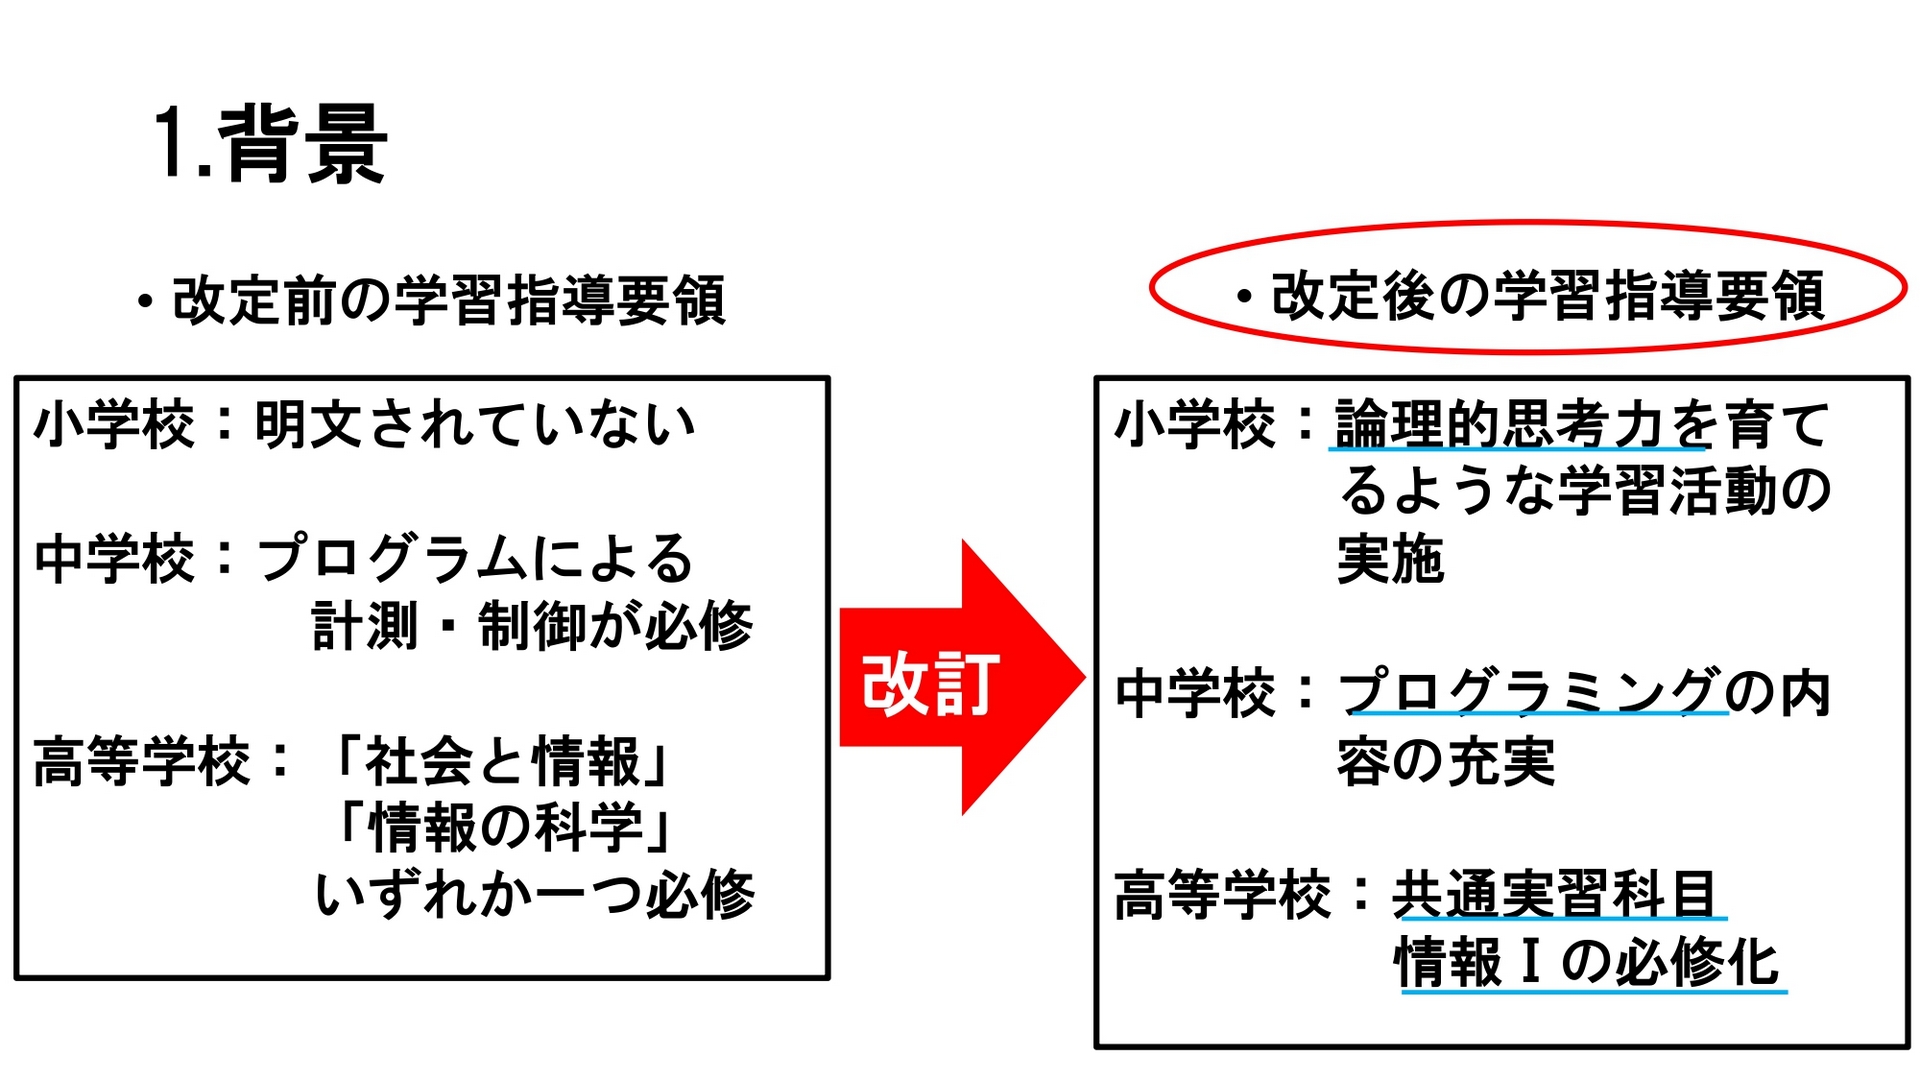 1.背景
・改定前の学習指導要領
小学校：明文されていない
中学校：プログラムによる
計測・制御が必修
高等学校：「社会と情報」
「情報の科学」
いずれか一つ必修
改訂
・改定後の学習指導要領
小学校：論理的思考力を育て
るような学習活動の
実施
中学校：プログラミングの内
容の充実
高等学校：共通実習科目
情報Ⅰの必修化